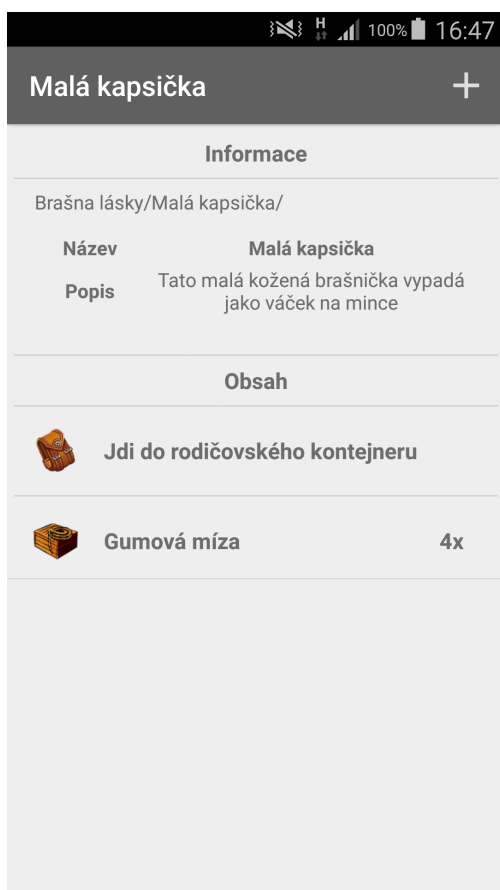 H 100% 16:47
Malá kapsička +
Informace
Brašna lásky/Malá kapsička/
Název Malá kapsička
Popis Tato malá kožená brašnička vypadá
jako váček na mince
Obsah
Jdi do rodičovského kontejneru
Gumová míza 4x